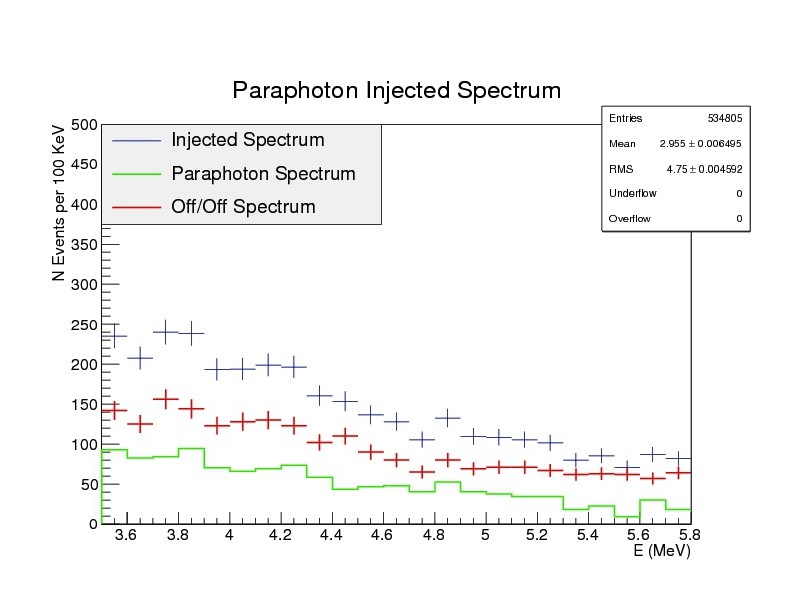 Paraphoton Injected Spectrum
Entries 534805
Mean 2.955 ± 0.006495
RMS 4.75 ± 0.004592
Underflow 0
Overflow 0
Injected Spectrum
Paraphoton Spectrum
Off/Off Spectrum
N Events per 100 KeV
500
450
400
350
300
250
200
150
100
50
0
3.6 3.8 4 4.2 4.4 4.6 4.8 5 5.2 5.4 5.6 5.8
E (MeV)